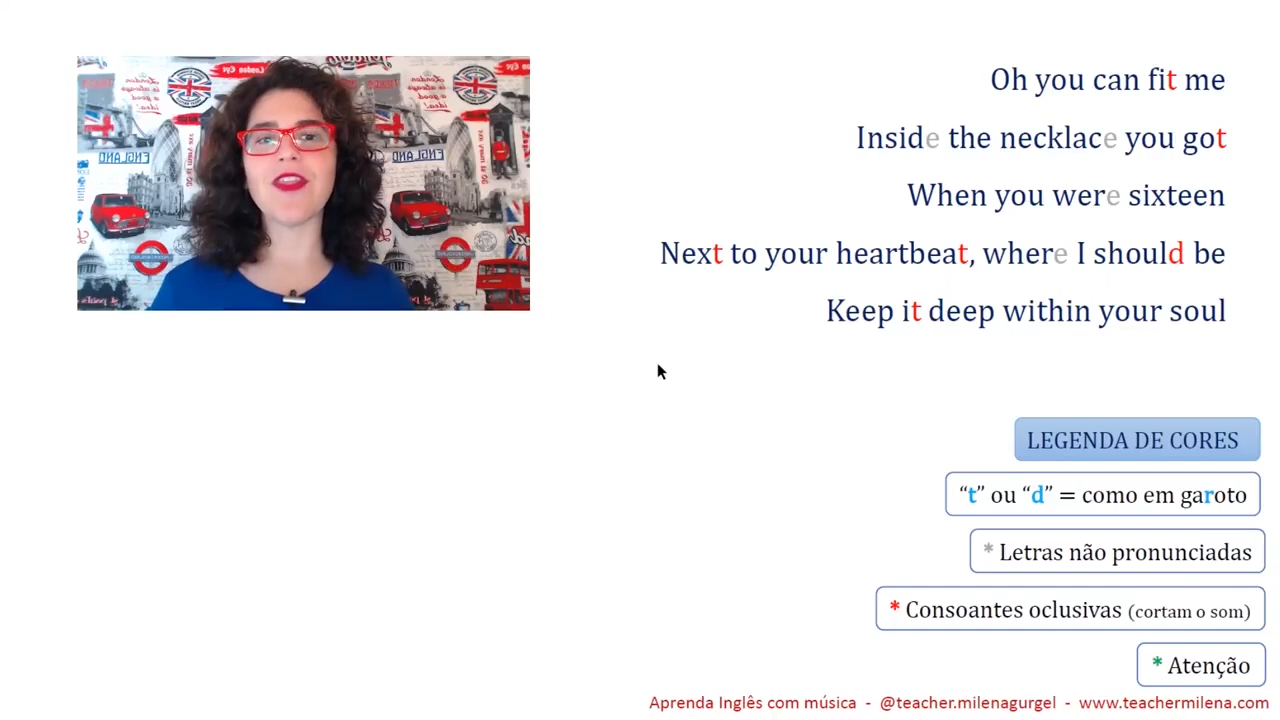 Oh you can fit me
Inside the necklace you got
When you were sixteen
Next to your heartbeat, where I should be
Keep it deep within your soul
LEGENDA DE CORES
“t” ou “d” = como em garoto
* Letras não pronunciadas
* Consoantes oclusivas (cortam o som)
* Atenção
Aprenda Inglês com música - @teacher.milenagurgel - www.teachermilena.com
ENGLAND
ENGLAND